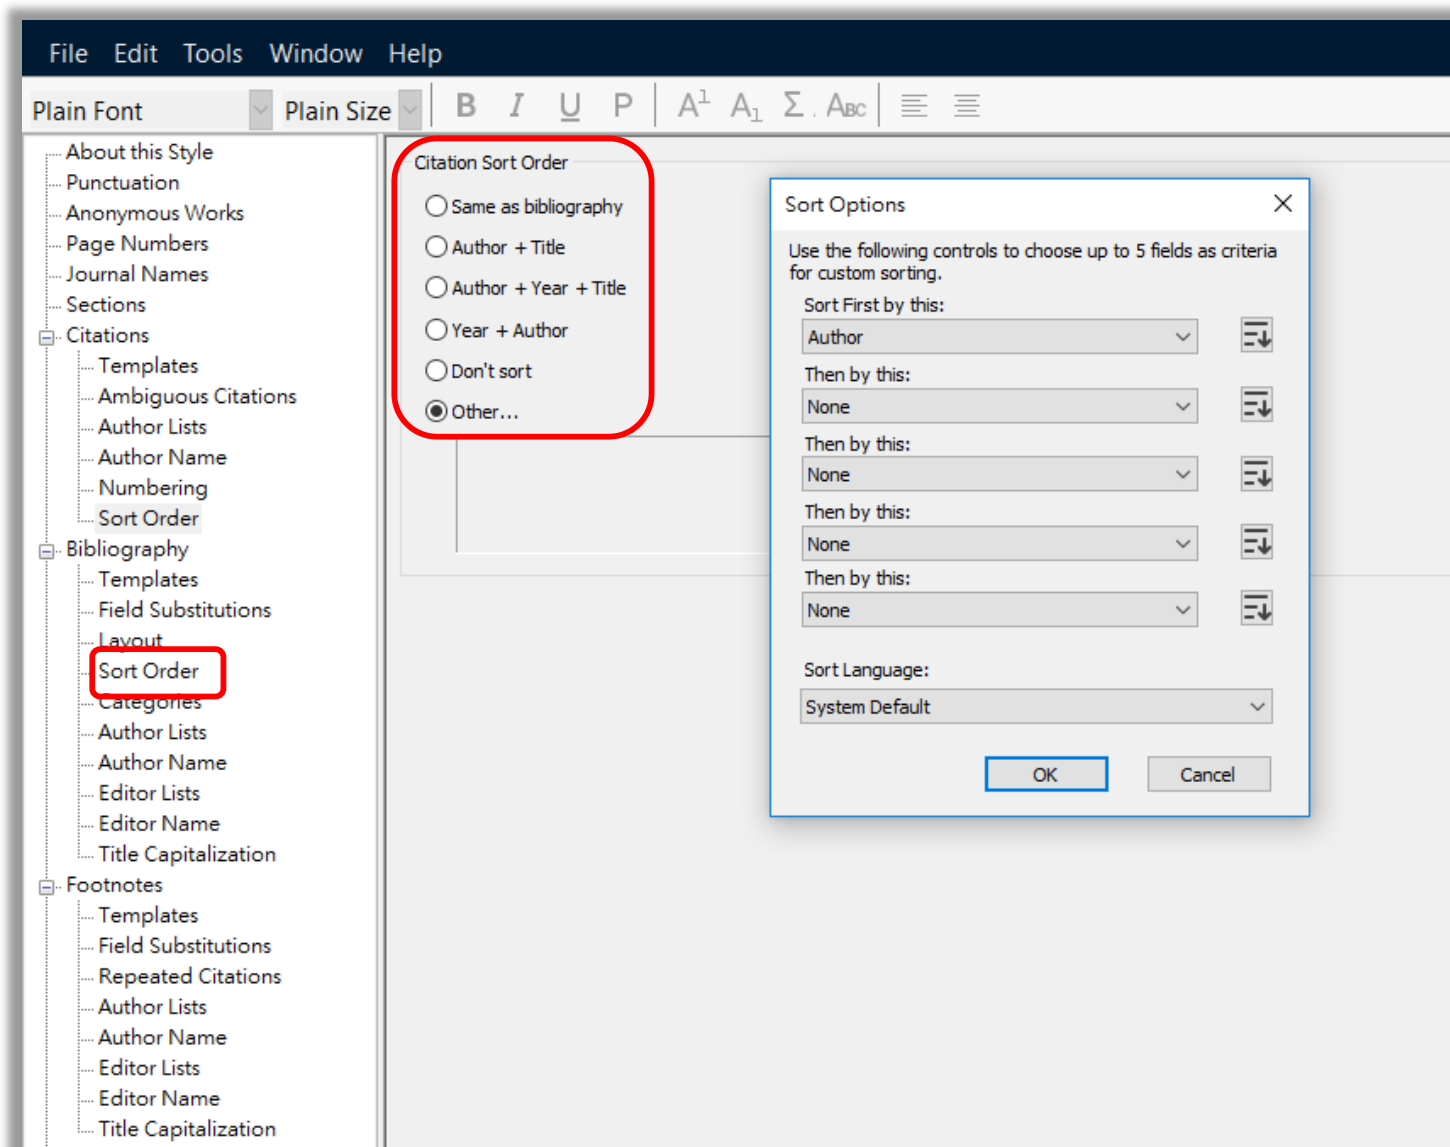 File Edit Tools Window Help
Plain Font Plain Size B I U P A1 A1 Σ ABC
About this Style
Punctuation
Anonymous Works
Page Numbers
Journal Names
Sections
Citations
Templates
Ambiguous Citations
Author Lists
Author Name
Numbering
Sort Order
Bibliography
Templates
Field Substitutions
Layout
Sort Order
Categories
Author Lists
Author Name
Editor Lists
Editor Name
Title Capitalization
Footnotes
Templates
Field Substitutions
Repeated Citations
Author Lists
Author Name
Editor Lists
Editor Name
Title Capitalization
Citation Sort Order
Same as bibliography
Author + Title
Author + Year + Title
Year + Author
Don't sort
Other...
Sort Options
Use the following controls to choose up to 5 fields as criteria
for custom sorting.
Sort First by this:
Author
Then by this:
None
Then by this:
None
Then by this:
None
Then by this:
None
Sort Language:
System Default
OK Cancel